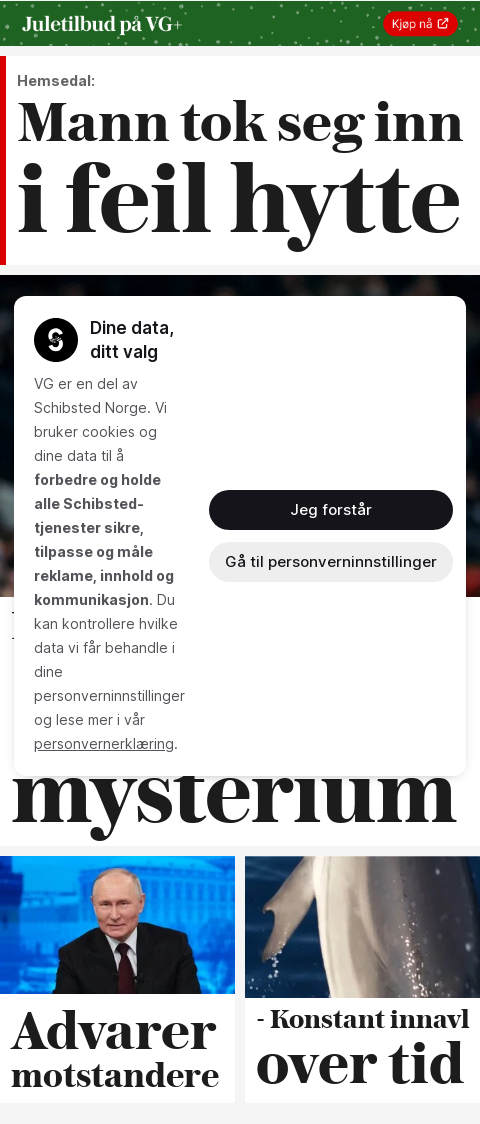 Juletilbud på VG+
Kjøp nå
Hemsedal:
Mann tok seg inn
i feil hytte
Dine data,
ditt valg
VG er en del av
Schibsted Norge. Vi
bruker cookies og
dine data til å
forbedre og holde
alle Schibsted-
tjenester sikre,
tilpasse og måle
reklame, innhold og
kommunikasjon. Du
kan kontrollere hvilke
data vi får behandle i
dine
personverninnstillinger
og lese mer i vår
personvernerklæring.
Jeg forstår
Gå til personverninnstillinger
mysterium
Advarer
motstandere
- Konstant innavl
over tid